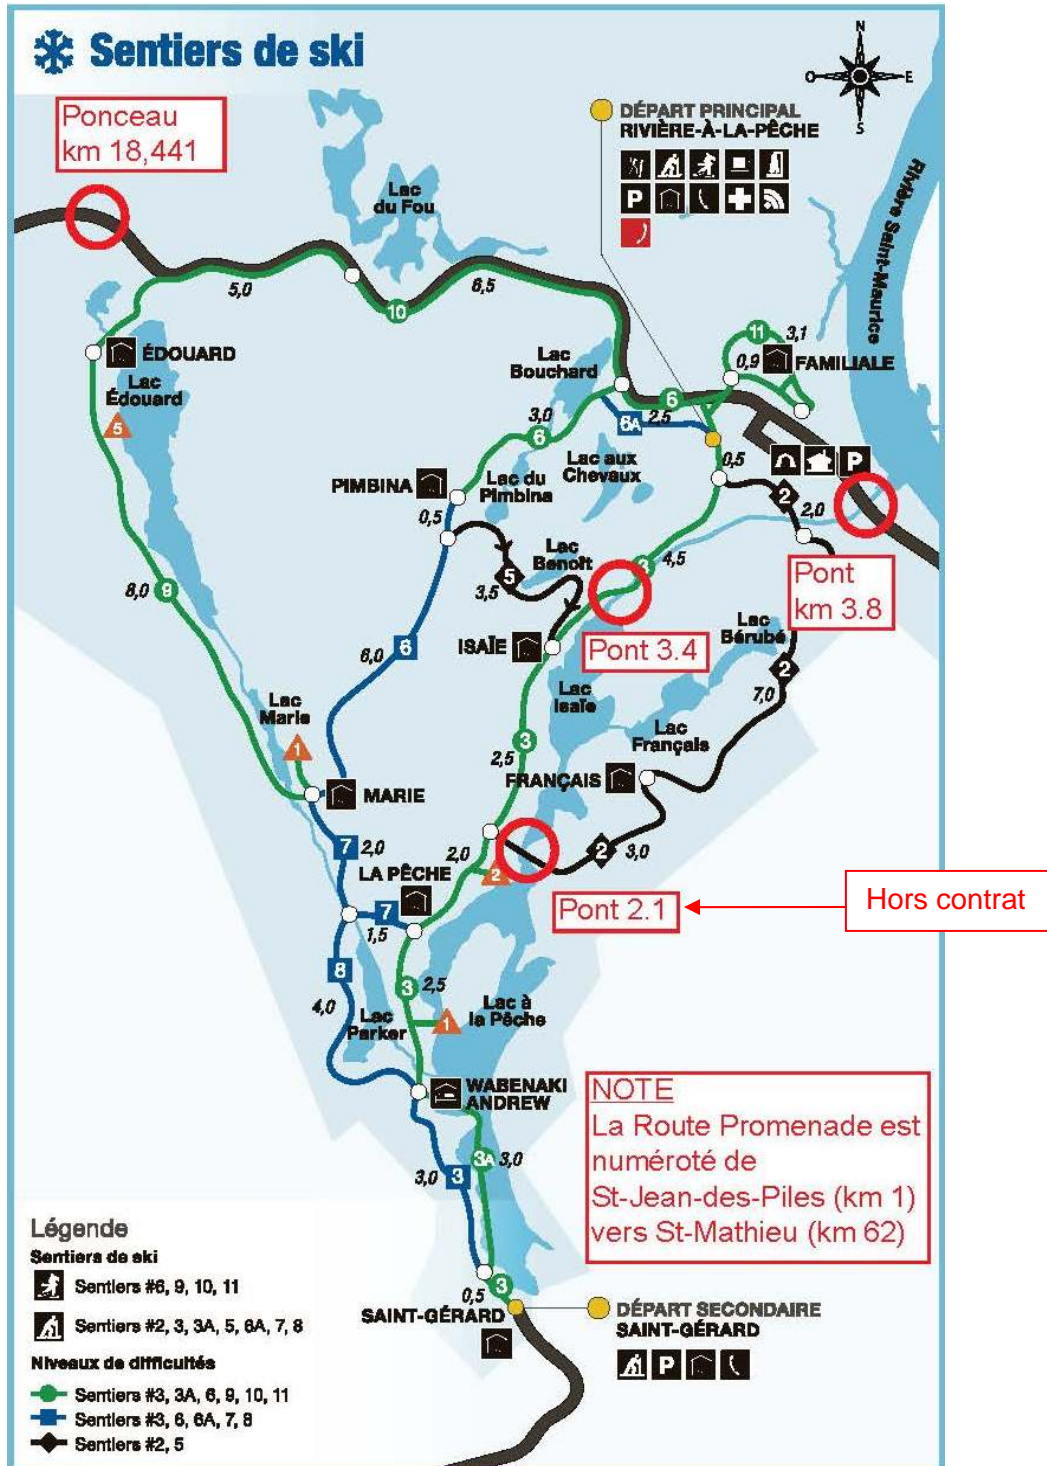 Sentiers de ski
N
O
E
S
Ponceau
km 18,441
DÉPART PRINCIPAL
RIVIÈRE-À-LA-PÊCHE
P
Rivière Saint-Maurice
Lac
du Fou
5,0
6,5
10
11
3,1
0,9
FAMILIALE
ÉDOUARD
Lac
Édouard
5
Lac
Bouchard
6
2,5
6A
3,0
6
Lac aux
Chevaux
Lac du
Pimbina
PIMBINA
0,5
0,5
P
2
2,0
Pont
km 3.8
Lac
Benoît
5
3,5
3
4,5
Pont 3.4
8,0
9
6
6,0
ISAÏE
Lac
Isaïe
Lac
Bérubé
2
7,0
Lac
Marie
1
MARIE
3
2,5
Lac
Français
FRANÇAIS
7
2,0
2,0
2
2
3,0
LA PÊCHE
Pont 2.1
Hors contrat
7
1,5
8
4,0
3
2,5
Lac
Parker
Lac à
la Pêche
1
WABENAKI
ANDREW
3A
3,0
3,0
3
NOTE
La Route Promenade est
numéroté de
St-Jean-des-Piles (km 1)
vers St-Mathieu (km 62)
0,5
3
SAINT-GÉRARD
DÉPART SECONDAIRE
SAINT-GÉRARD
P
Légende
Sentiers de ski
Sentiers #6, 9, 10, 11
Sentiers #2, 3, 3A, 5, 6A, 7, 8
Niveaux de difficultés
Sentiers #3, 3A, 6, 9, 10, 11
Sentiers #3, 6, 6A, 7, 8
Sentiers #2, 5